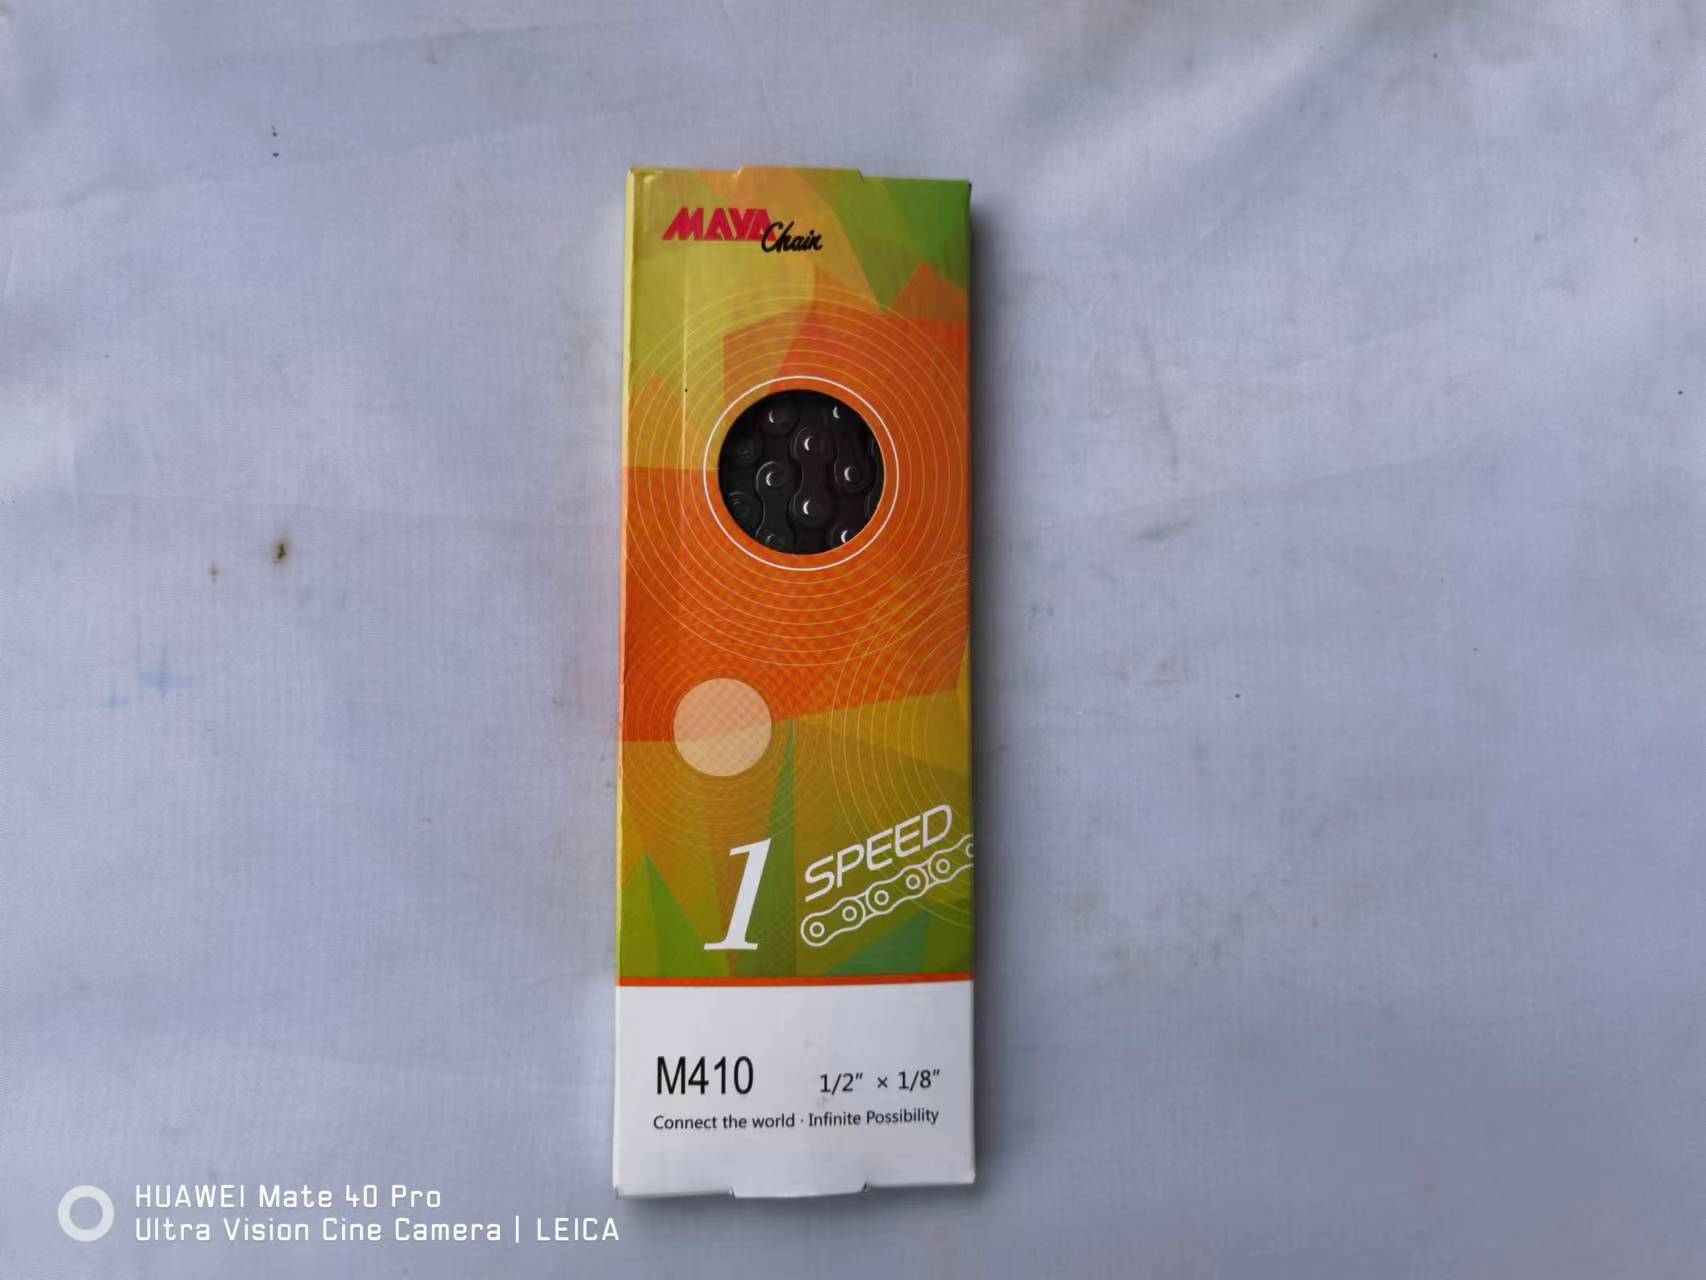 MAYA Chain
1 SPEED
M410 1/2" × 1/8"
Connect the world · Infinite Possibility
HUAWEI Mate 40 Pro
Ultra Vision Cine Camera | LEICA